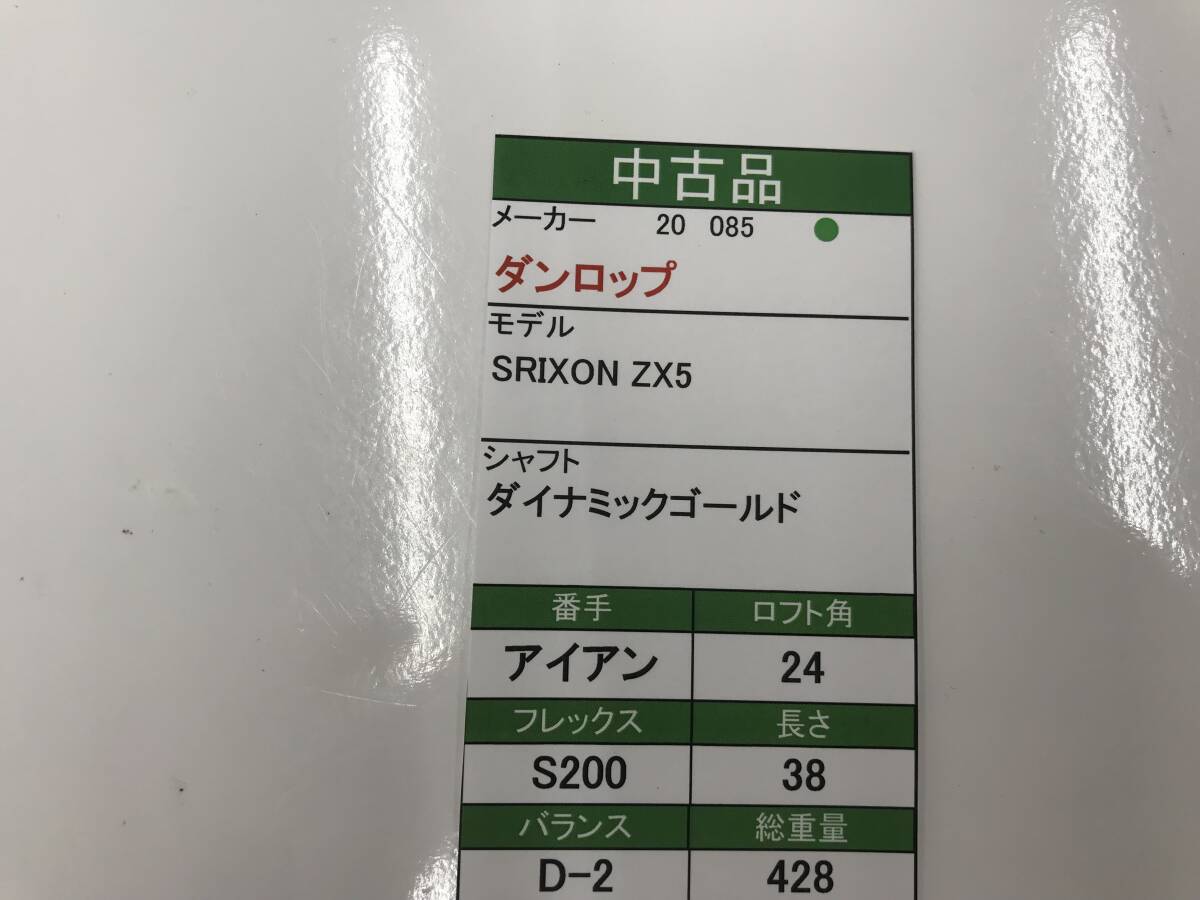 中古品
メーカー 20 085
ダンロップ
モデル
SRIXON ZX5
シャフト
ダイナミックゴールド
番手 ロフト角
アイアン 24
フレックス 長さ
S200 38
バランス 総重量
D-2 428